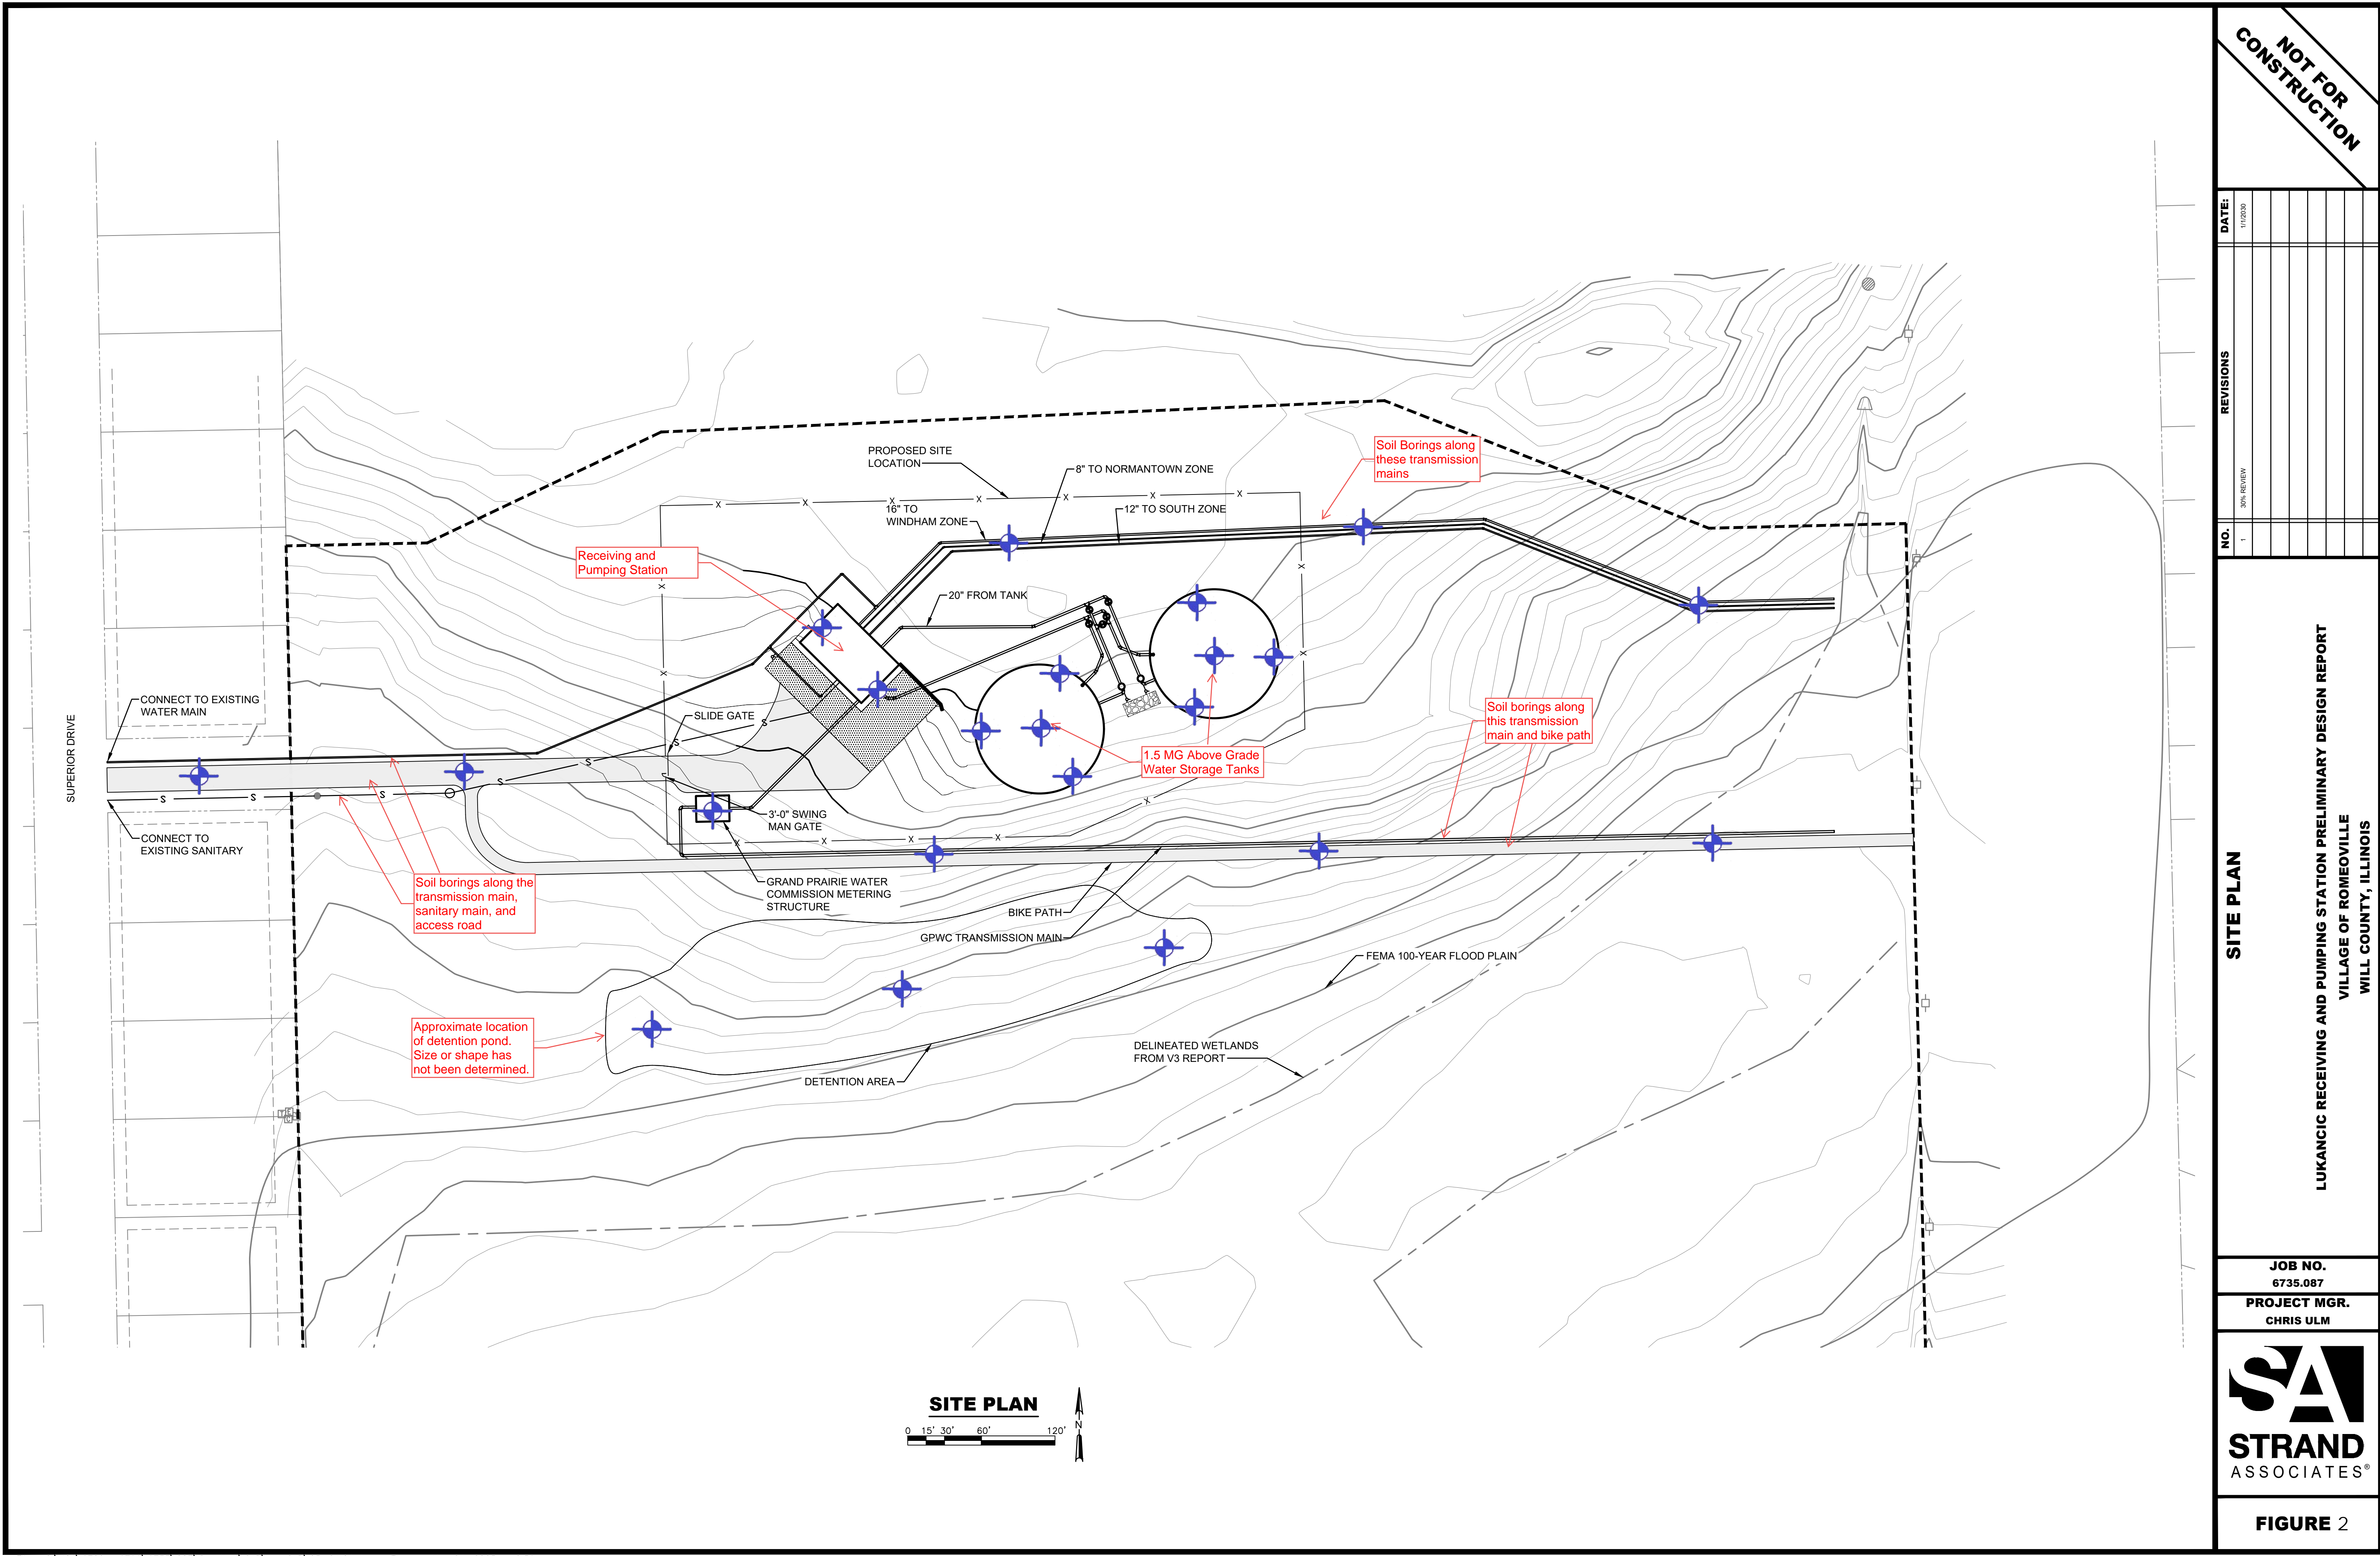 PROPOSED SITE
LOCATION
8" TO NORMANTOWN ZONE
Soil Borings along
these transmission
mains
16" TO
WINDHAM ZONE
12" TO SOUTH ZONE
Receiving and
Pumping Station
20" FROM TANK
CONNECT TO EXISTING
WATER MAIN
SUPERIOR DRIVE
SLIDE GATE
Soil borings along
this transmission
main and bike path
1.5 MG Above Grade
Water Storage Tanks
3'-0" SWING
MAN GATE
CONNECT TO
EXISTING SANITARY
Soil borings along the
transmission main,
sanitary main, and
access road
GRAND PRAIRIE WATER
COMMISSION METERING
STRUCTURE
BIKE PATH
GPWC TRANSMISSION MAIN
FEMA 100-YEAR FLOOD PLAIN
Approximate location
of detention pond.
Size or shape has
not been determined.
DELINEATED WETLANDS
FROM V3 REPORT
DETENTION AREA
X X X X X X X
X X X X
X X X X X
S S S S S S S
SITE PLAN
0 15' 30' 60' 120'
N
NOT FOR
CONSTRUCTION
NO. REVISIONS DATE:
1 30% REVIEW 1/1/2030
SITE PLAN
LUKANCIC RECEIVING AND PUMPING STATION PRELIMINARY DESIGN REPORT
VILLAGE OF ROMEOVILLE
WILL COUNTY, ILLINOIS
JOB NO.
6735.087
PROJECT MGR.
CHRIS ULM
SA
STRAND
ASSOCIATES®
FIGURE 2